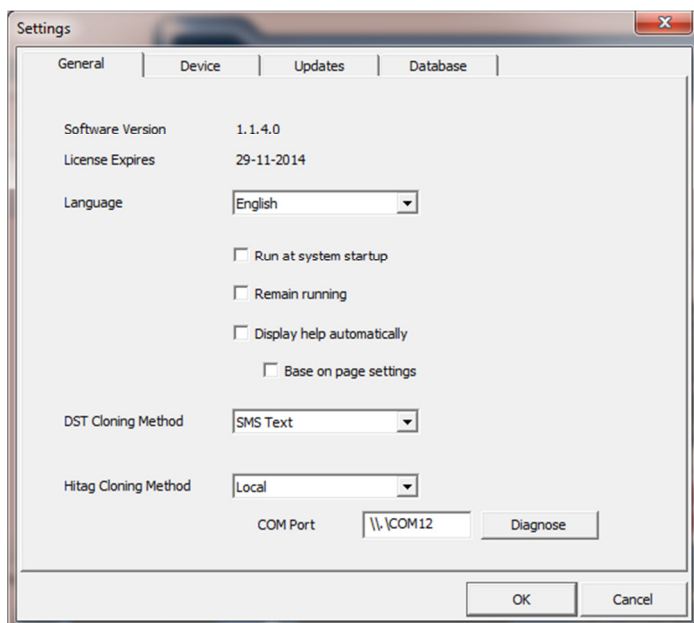 Settings
General Device Updates Database
Software Version 1.1.4.0
License Expires 29-11-2014
Language English
Run at system startup
Remain running
Display help automatically
Base on page settings
DST Cloning Method SMS Text
Hitag Cloning Method Local
COM Port \\.\COM12 Diagnose
OK Cancel